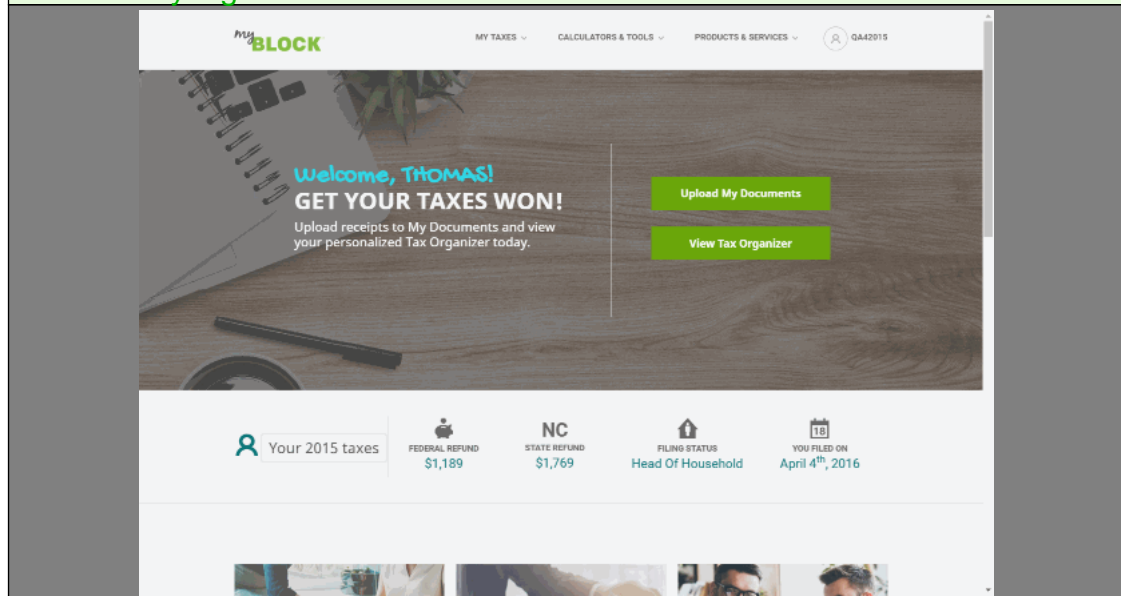 myBLOCK
MY TAXES
CALCULATORS & TOOLS
PRODUCTS & SERVICES
QA42015
Welcome, THOMAS!
GET YOUR TAXES WON!
Upload receipts to My Documents and view
your personalized Tax Organizer today.
Upload My Documents
View Tax Organizer
Your 2015 taxes
FEDERAL REFUND
$1,189
NC
STATE REFUND
$1,769
FILING STATUS
Head Of Household
18
YOU FILED ON
April 4th, 2016